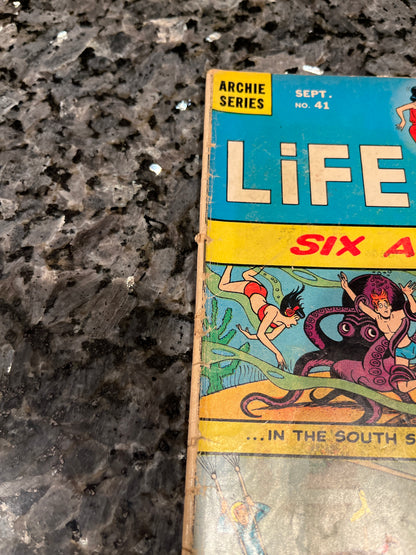 ARCHIE
SERIES
SEPT.
NO. 41
LiFE
SIX A
...IN THE SOUTH S